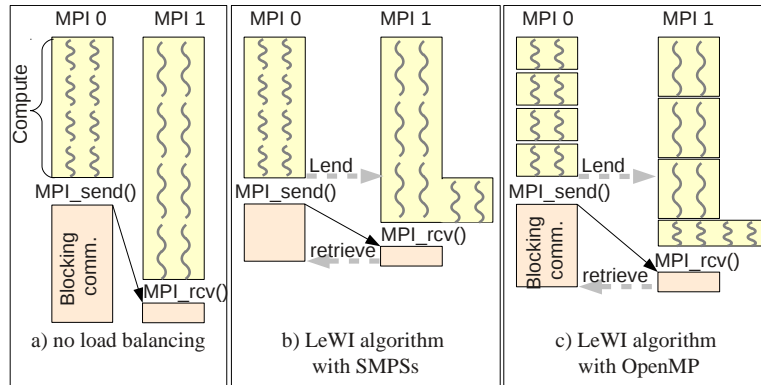 MPI 0
MPI 1
Compute
MPI_send()
Blocking
comm.
MPI_rcv()
a) no load balancing
MPI 0
MPI 1
Lend
MPI_send()
MPI_rcv()
retrieve
b) LeWI algorithm
with SMPSs
MPI 0
MPI 1
Lend
MPI_send()
Blocking
comm.
MPI_rcv()
retrieve
c) LeWI algorithm
with OpenMP